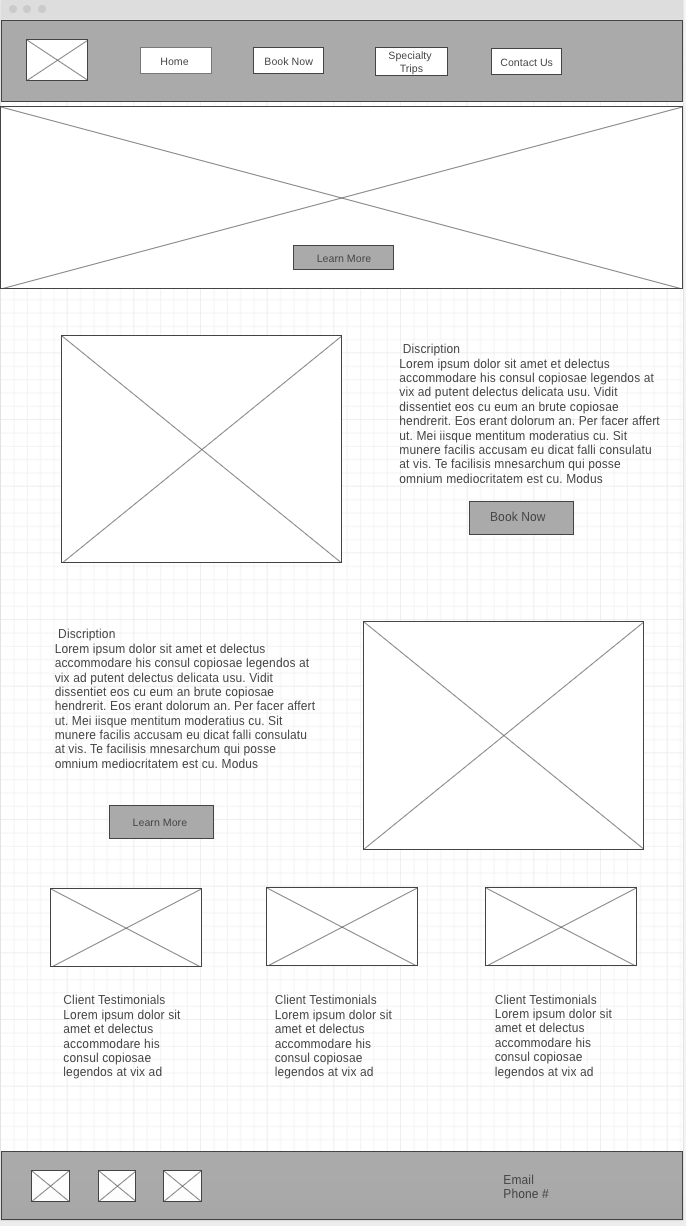 Home
Book Now
Specialty
Trips
Contact Us
Learn More
Discription
Lorem ipsum dolor sit amet et delectus
accommodare his consul copiosae legendos at
vix ad putent delectus delicata usu. Vidit
dissentiet eos cu eum an brute copiosae
hendrerit. Eos erant dolorum an. Per facer affert
ut. Mei iisque mentitum moderatius cu. Sit
munere facilis accusam eu dicat falli consulatu
at vis. Te facilisis mnesarchum qui posse
omnium mediocritatem est cu. Modus
Book Now
Discription
Lorem ipsum dolor sit amet et delectus
accommodare his consul copiosae legendos at
vix ad putent delectus delicata usu. Vidit
dissentiet eos cu eum an brute copiosae
hendrerit. Eos erant dolorum an. Per facer affert
ut. Mei iisque mentitum moderatius cu. Sit
munere facilis accusam eu dicat falli consulatu
at vis. Te facilisis mnesarchum qui posse
omnium mediocritatem est cu. Modus
Learn More
Client Testimonials
Lorem ipsum dolor sit
amet et delectus
accommodare his
consul copiosae
legendos at vix ad
Client Testimonials
Lorem ipsum dolor sit
amet et delectus
accommodare his
consul copiosae
legendos at vix ad
Client Testimonials
Lorem ipsum dolor sit
amet et delectus
accommodare his
consul copiosae
legendos at vix ad
Email
Phone #